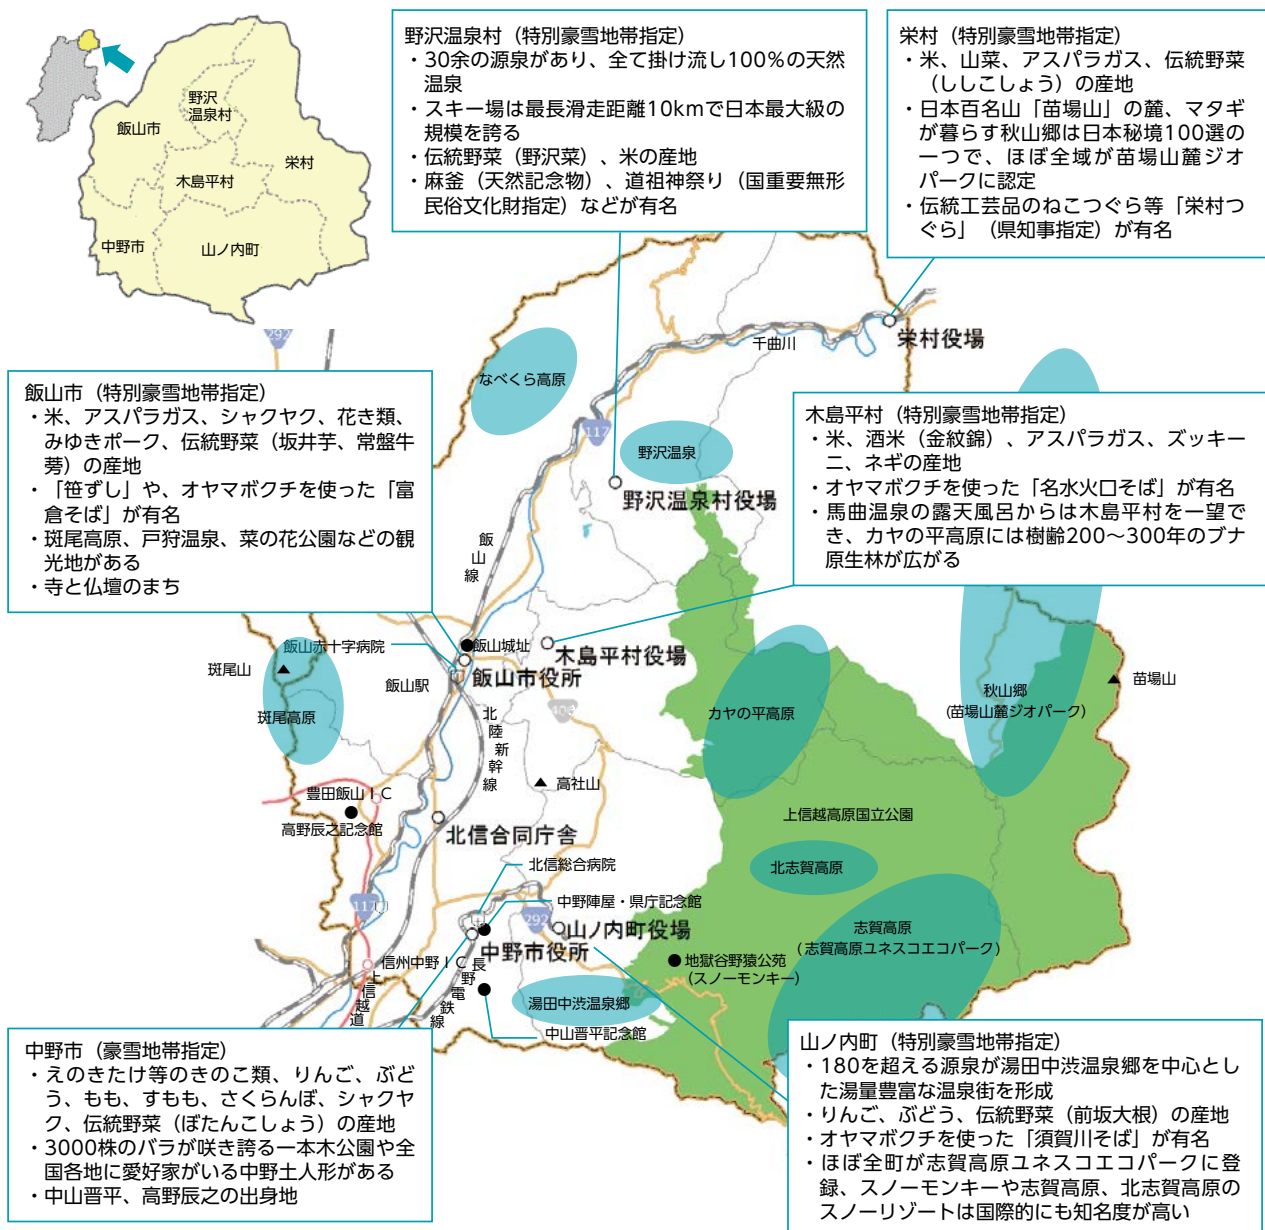 野沢温泉村（特別豪雪地帯指定）
・30余の源泉があり、全て掛け流し100%の天然
温泉
・スキー場は最長滑走距離10kmで日本最大級の
規模を誇る
・伝統野菜（野沢菜）、米の産地
・麻釜（天然記念物）、道祖神祭り（国重要無形
民俗文化財指定）などが有名
栄村（特別豪雪地帯指定）
・米、山菜、アスパラガス、伝統野菜
（ししこしょう）の産地
・日本百名山「苗場山」の麓、マタギ
が暮らす秋山郷は日本秘境100選の
一つで、ほぼ全域が苗場山麓ジオ
パークに認定
・伝統工芸品のねこつぐら等「栄村つ
ぐら」（県知事指定）が有名
野沢
温泉村
飯山市
栄村
木島平村
中野市
山ノ内町
292
千曲川
栄村役場
なべくら高原
117
野沢温泉
野沢温泉村役場
飯山市（特別豪雪地帯指定）
・米、アスパラガス、シャクヤク、花き類、
みゆきポーク、伝統野菜（坂井芋、常盤牛
蒡）の産地
・「笹ずし」や、オヤマボクチを使った「富
倉そば」が有名
・斑尾高原、戸狩温泉、菜の花公園などの観
光地がある
・寺と仏壇のまち
木島平村（特別豪雪地帯指定）
・米、酒米（金紋錦）、アスパラガス、ズッキー
ニ、ネギの産地
・オヤマボクチを使った「名水火口そば」が有名
・馬曲温泉の露天風呂からは木島平村を一望で
き、カヤの平高原には樹齢200～300年のブナ
原生林が広がる
飯山線
飯山赤十字病院
飯山城址
木島平村役場
斑尾山
飯山駅
飯山市役所
苗場山
斑尾高原
北陸新幹線
403
カヤの平高原
秋山郷
（苗場山麓ジオパーク）
高社山
豊田飯山ＩＣ
高野辰之記念館
北信合同庁舎
上信越高原国立公園
北信総合病院
北志賀高原
117
中野陣屋・県庁記念館
292
山ノ内町役場
志賀高原
（志賀高原ユネスコエコパーク）
中野市役所
信州中野ＩＣ
地獄谷野猿公苑
（スノーモンキー）
上信越道
長野電鉄線
湯田中渋温泉郷
中山晋平記念館
中野市（豪雪地帯指定）
・えのきたけ等のきのこ類、りんご、ぶど
う、もも、すもも、さくらんぼ、シャクヤ
ク、伝統野菜（ぼたんこしょう）の産地
・3000株のバラが咲き誇る一本木公園や全
国各地に愛好家がいる中野土人形がある
・中山晋平、高野辰之の出身地
山ノ内町（特別豪雪地帯指定）
・180を超える源泉が湯田中渋温泉郷を中心とし
た湯量豊富な温泉街を形成
・りんご、ぶどう、伝統野菜（前坂大根）の産地
・オヤマボクチを使った「須賀川そば」が有名
・ほぼ全町が志賀高原ユネスコエコパークに登
録、スノーモンキーや志賀高原、北志賀高原の
スノーリゾートは国際的にも知名度が高い